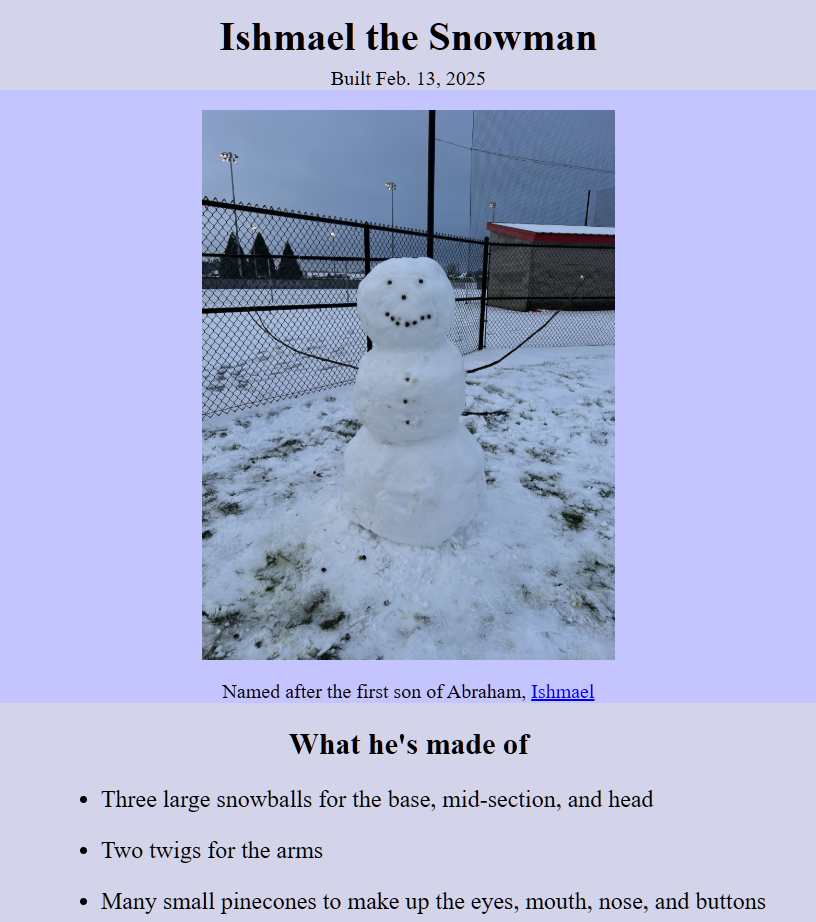 Ishmael the Snowman
Built Feb. 13, 2025
Named after the first son of Abraham, Ishmael
What he's made of
Three large snowballs for the base, mid-section, and head
Two twigs for the arms
Many small pinecones to make up the eyes, mouth, nose, and buttons